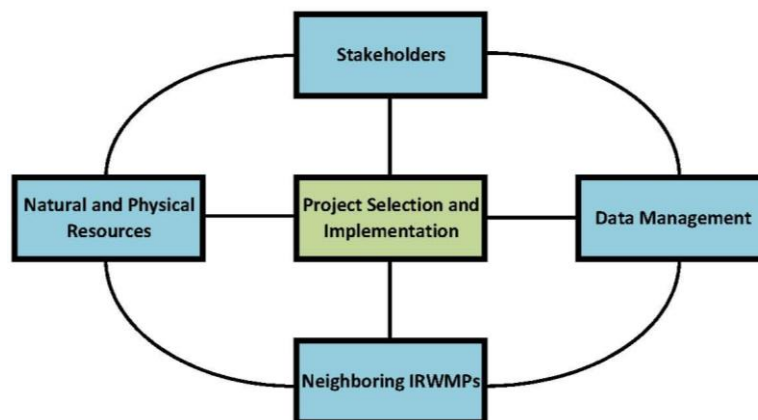 Stakeholders
Natural and Physical
Resources
Project Selection and
Implementation
Data Management
Neighboring IRWMPs